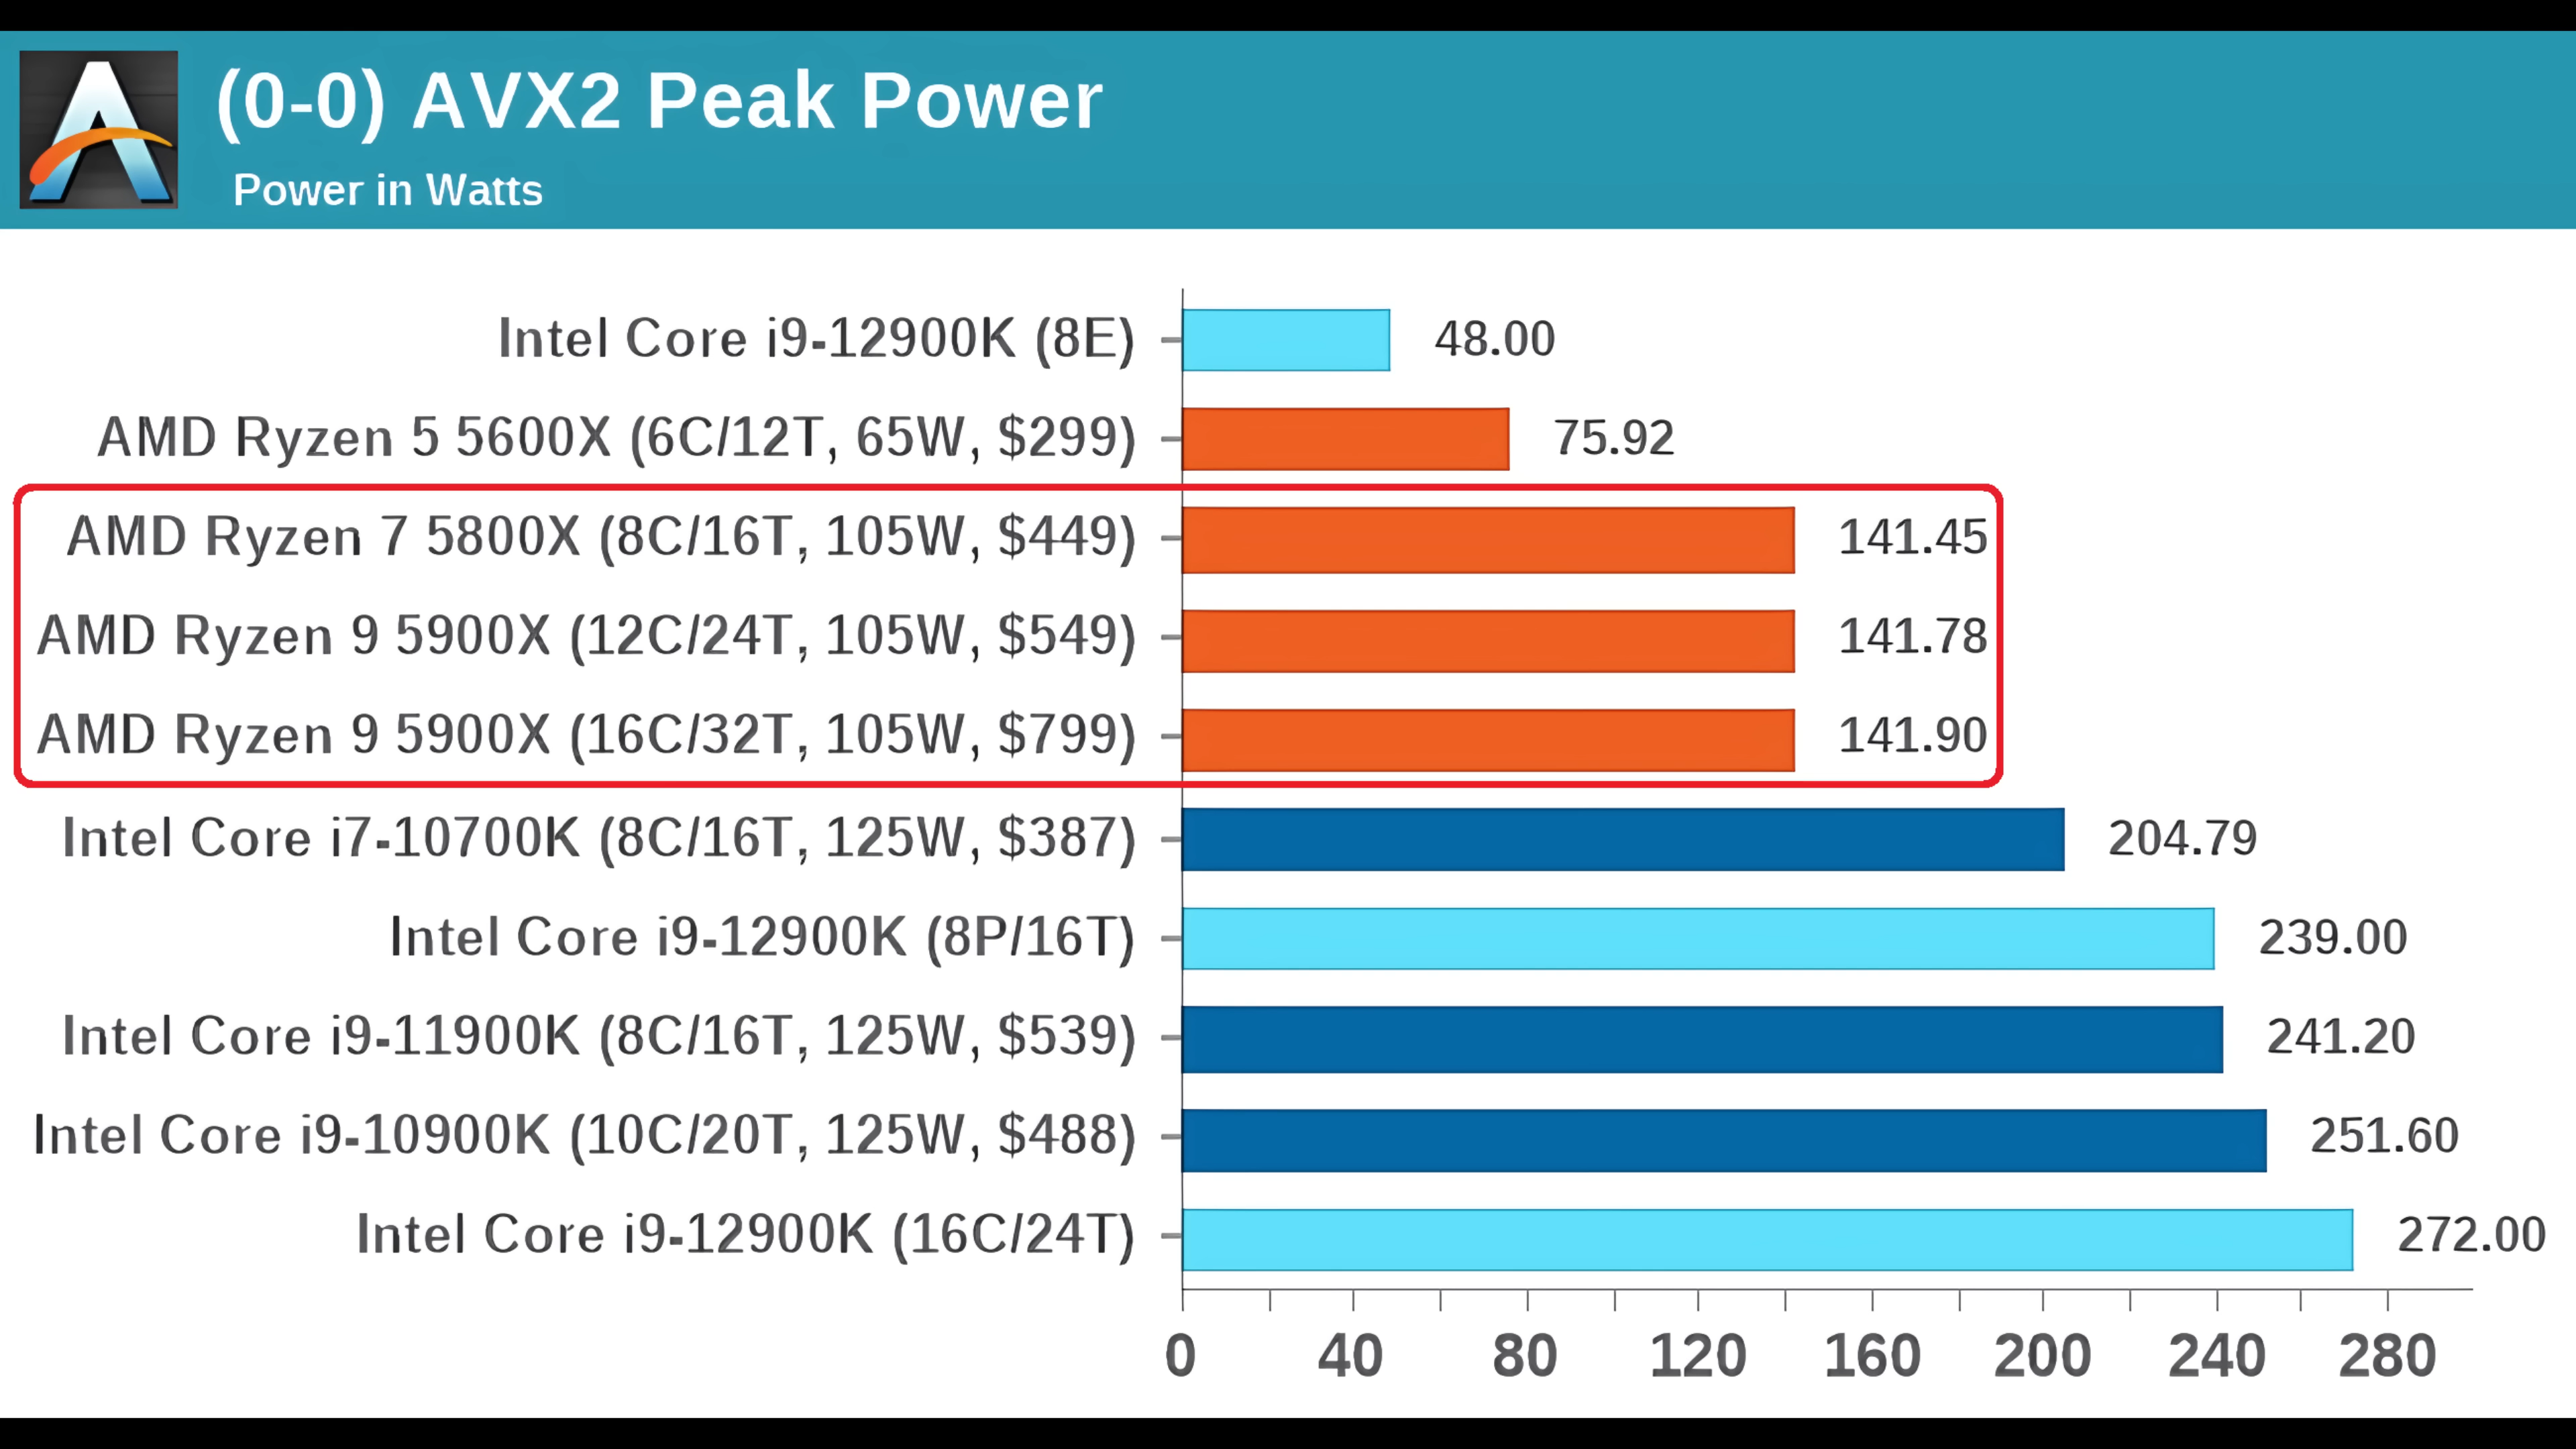 (0-0) AVX2 Peak Power
Power in Watts
Intel Core i9-12900K (8E) 48.00
AMD Ryzen 5 5600X (6C/12T, 65W, $299) 75.92
AMD Ryzen 7 5800X (8C/16T, 105W, $449) 141.45
AMD Ryzen 9 5900X (12C/24T, 105W, $549) 141.78
AMD Ryzen 9 5900X (16C/32T, 105W, $799) 141.90
Intel Core i7-10700K (8C/16T, 125W, $387) 204.79
Intel Core i9-12900K (8P/16T) 239.00
Intel Core i9-11900K (8C/16T, 125W, $539) 241.20
Intel Core i9-10900K (10C/20T, 125W, $488) 251.60
Intel Core i9-12900K (16C/24T) 272.00
0 40 80 120 160 200 240 280